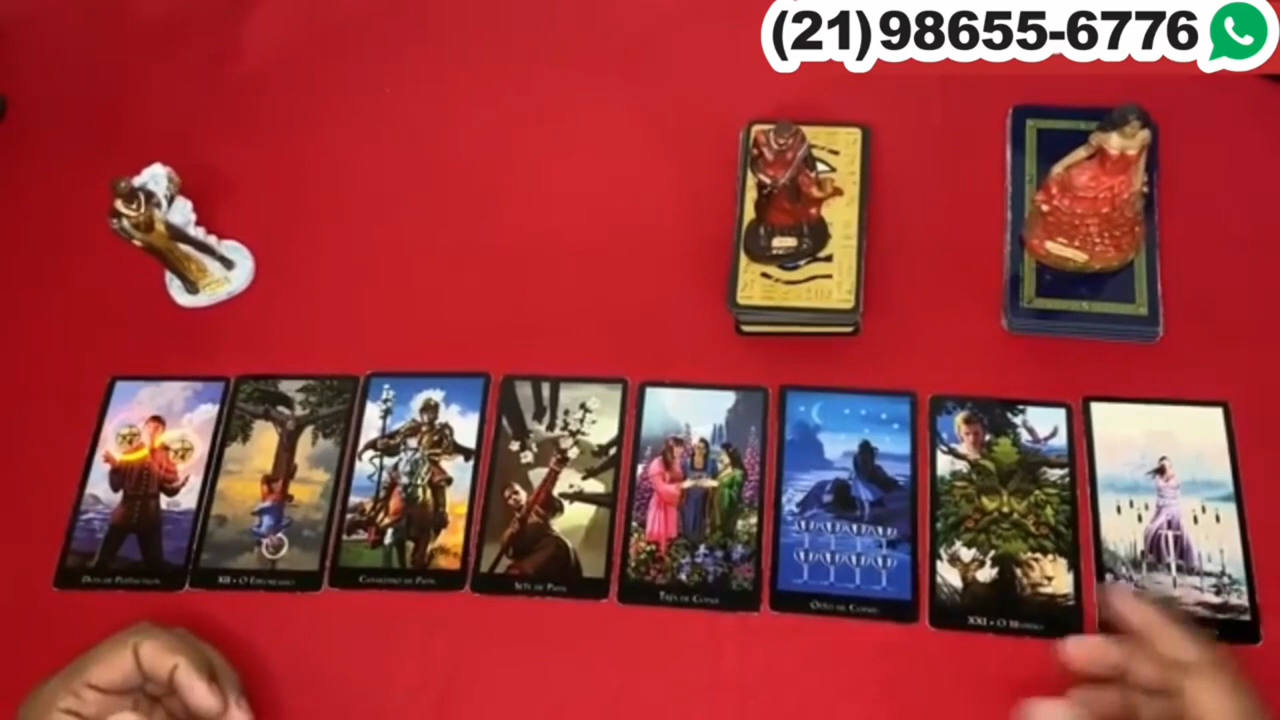 (21)98655-6776
DOIS DE PENTÁCULOS
XII • O ENFORCADO
CAVALEIRO DE PAUS
SETE DE PAUS
TRÊS DE COPAS
OITO DE COPAS
XXI • O MUNDO